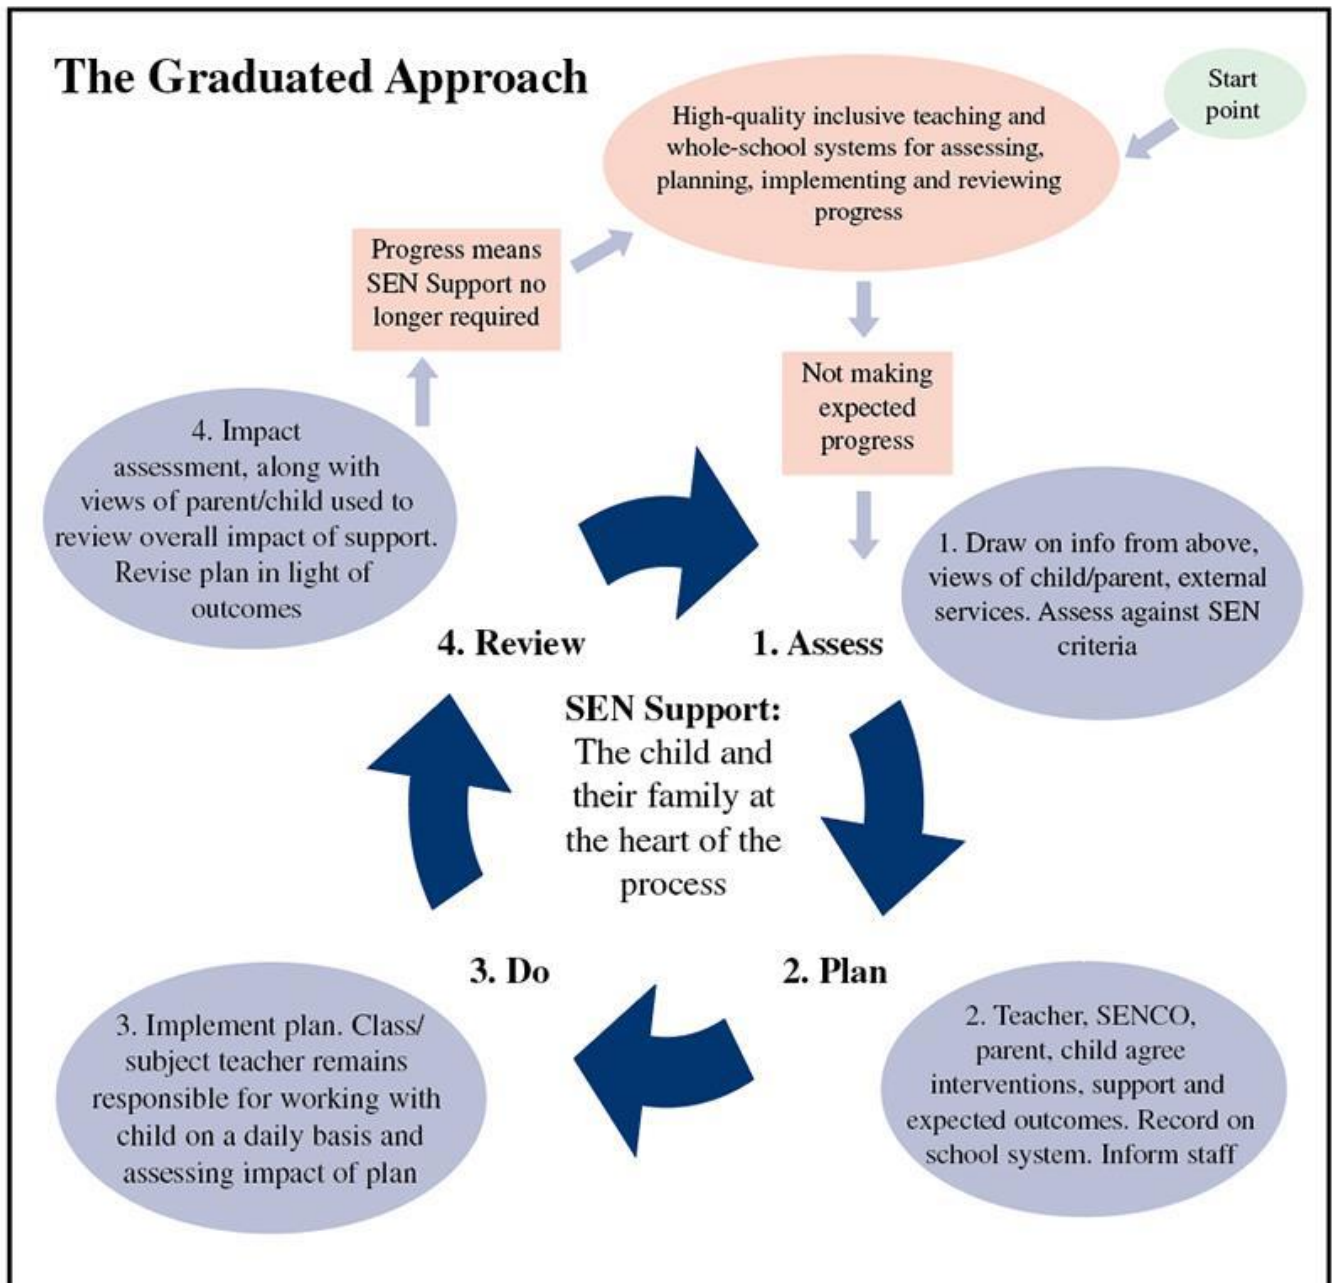 The Graduated Approach
Start
point
High-quality inclusive teaching and
whole-school systems for assessing,
planning, implementing and reviewing
progress
Progress means
SEN Support no
longer required
Not making
expected
progress
4. Impact
assessment, along with
views of parent/child used to
review overall impact of support.
Revise plan in light of
outcomes
1. Draw on info from above,
views of child/parent, external
services. Assess against SEN
criteria
4. Review
1. Assess
SEN Support:
The child and
their family at
the heart of the
process
3. Do
2. Plan
3. Implement plan. Class/
subject teacher remains
responsible for working with
child on a daily basis and
assessing impact of plan
2. Teacher, SENCO,
parent, child agree
interventions, support and
expected outcomes. Record on
school system. Inform staff